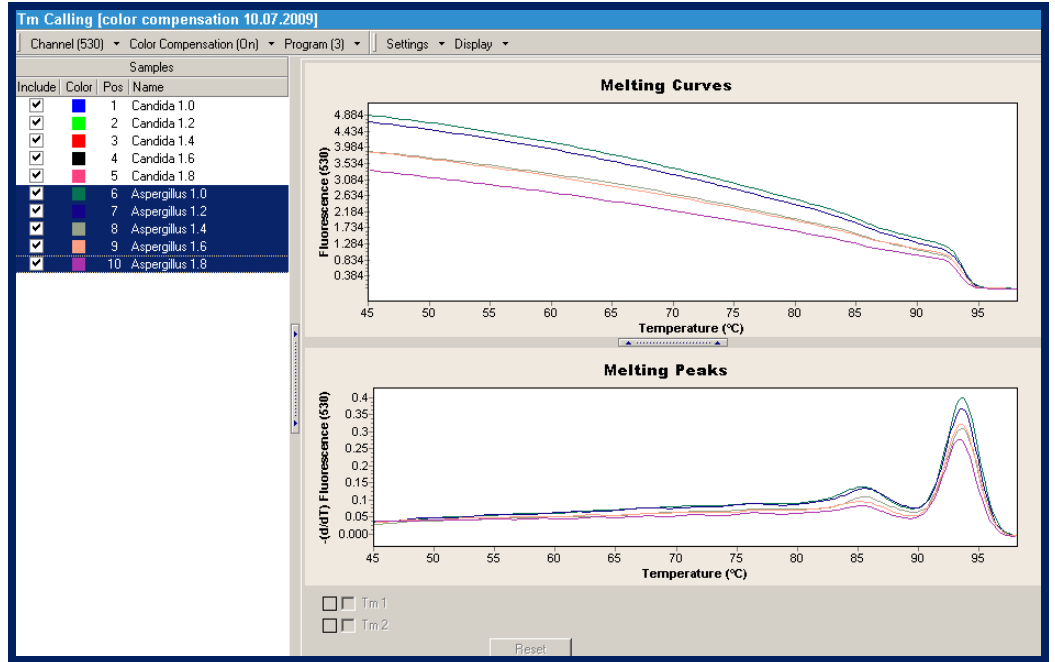 Tm Calling [color compensation 10.07.2009]
Channel (530) Color Compensation (On) Program (3) Settings Display
Samples
Include Color Pos Name
1 Candida 1.0
2 Candida 1.2
3 Candida 1.4
4 Candida 1.6
5 Candida 1.8
6 Aspergillus 1.0
7 Aspergillus 1.2
8 Aspergillus 1.4
9 Aspergillus 1.6
10 Aspergillus 1.8
Melting Curves
Fluorescence (530)
4.884
4.434
3.984
3.534
3.084
2.634
2.184
1.734
1.284
0.834
0.384
45 50 55 60 65 70 75 80 85 90 95
Temperature (°C)
Melting Peaks
-(d/dT) Fluorescence (530)
0.4
0.35
0.3
0.25
0.2
0.15
0.1
0.05
0.000
45 50 55 60 65 70 75 80 85 90 95
Temperature (°C)
Tm 1
Tm 2
Reset